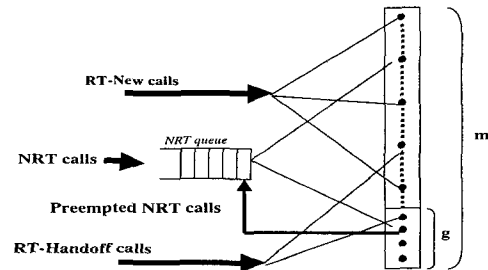 RT-New calls
NRT queue
NRT calls
Preempted NRT calls
RT-Handoff calls
m
g